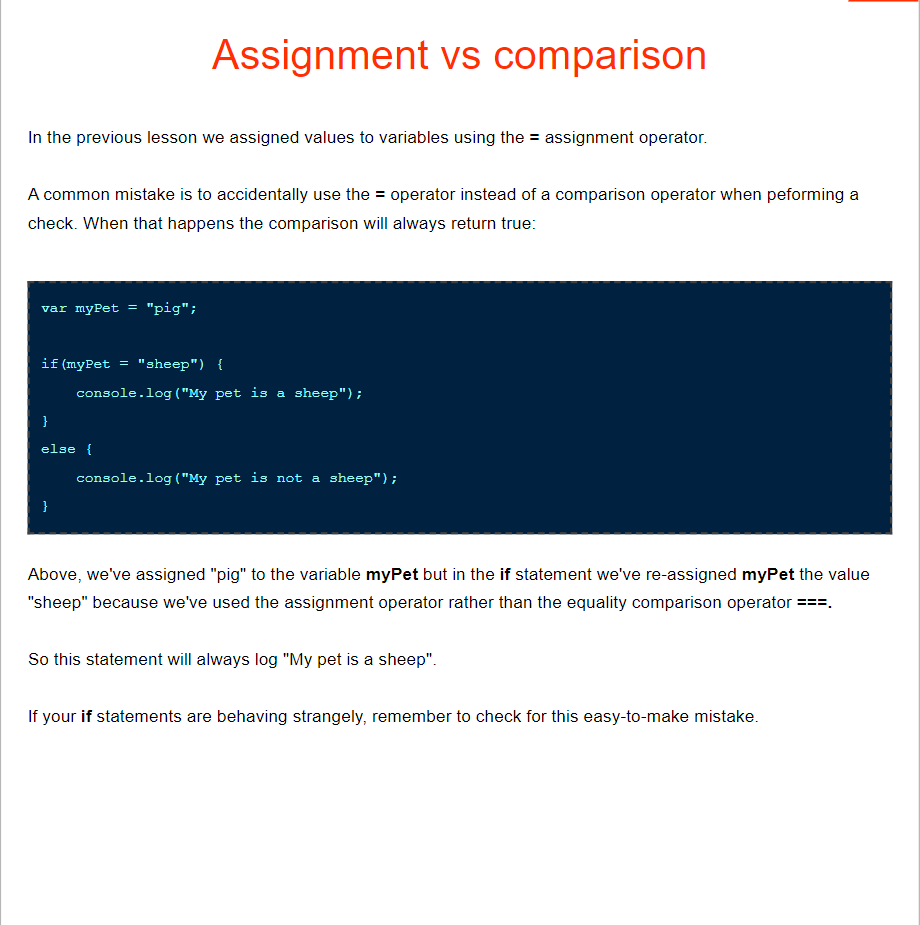 Assignment vs comparison
In the previous lesson we assigned values to variables using the = assignment operator.
A common mistake is to accidentally use the = operator instead of a comparison operator when peforming a
check. When that happens the comparison will always return true:
var myPet = "pig";
if(myPet = "sheep") {
    console.log("My pet is a sheep");
}
else {
    console.log("My pet is not a sheep");
}
Above, we've assigned "pig" to the variable myPet but in the if statement we've re-assigned myPet the value
"sheep" because we've used the assignment operator rather than the equality comparison operator ===.
So this statement will always log "My pet is a sheep".
If your if statements are behaving strangely, remember to check for this easy-to-make mistake.